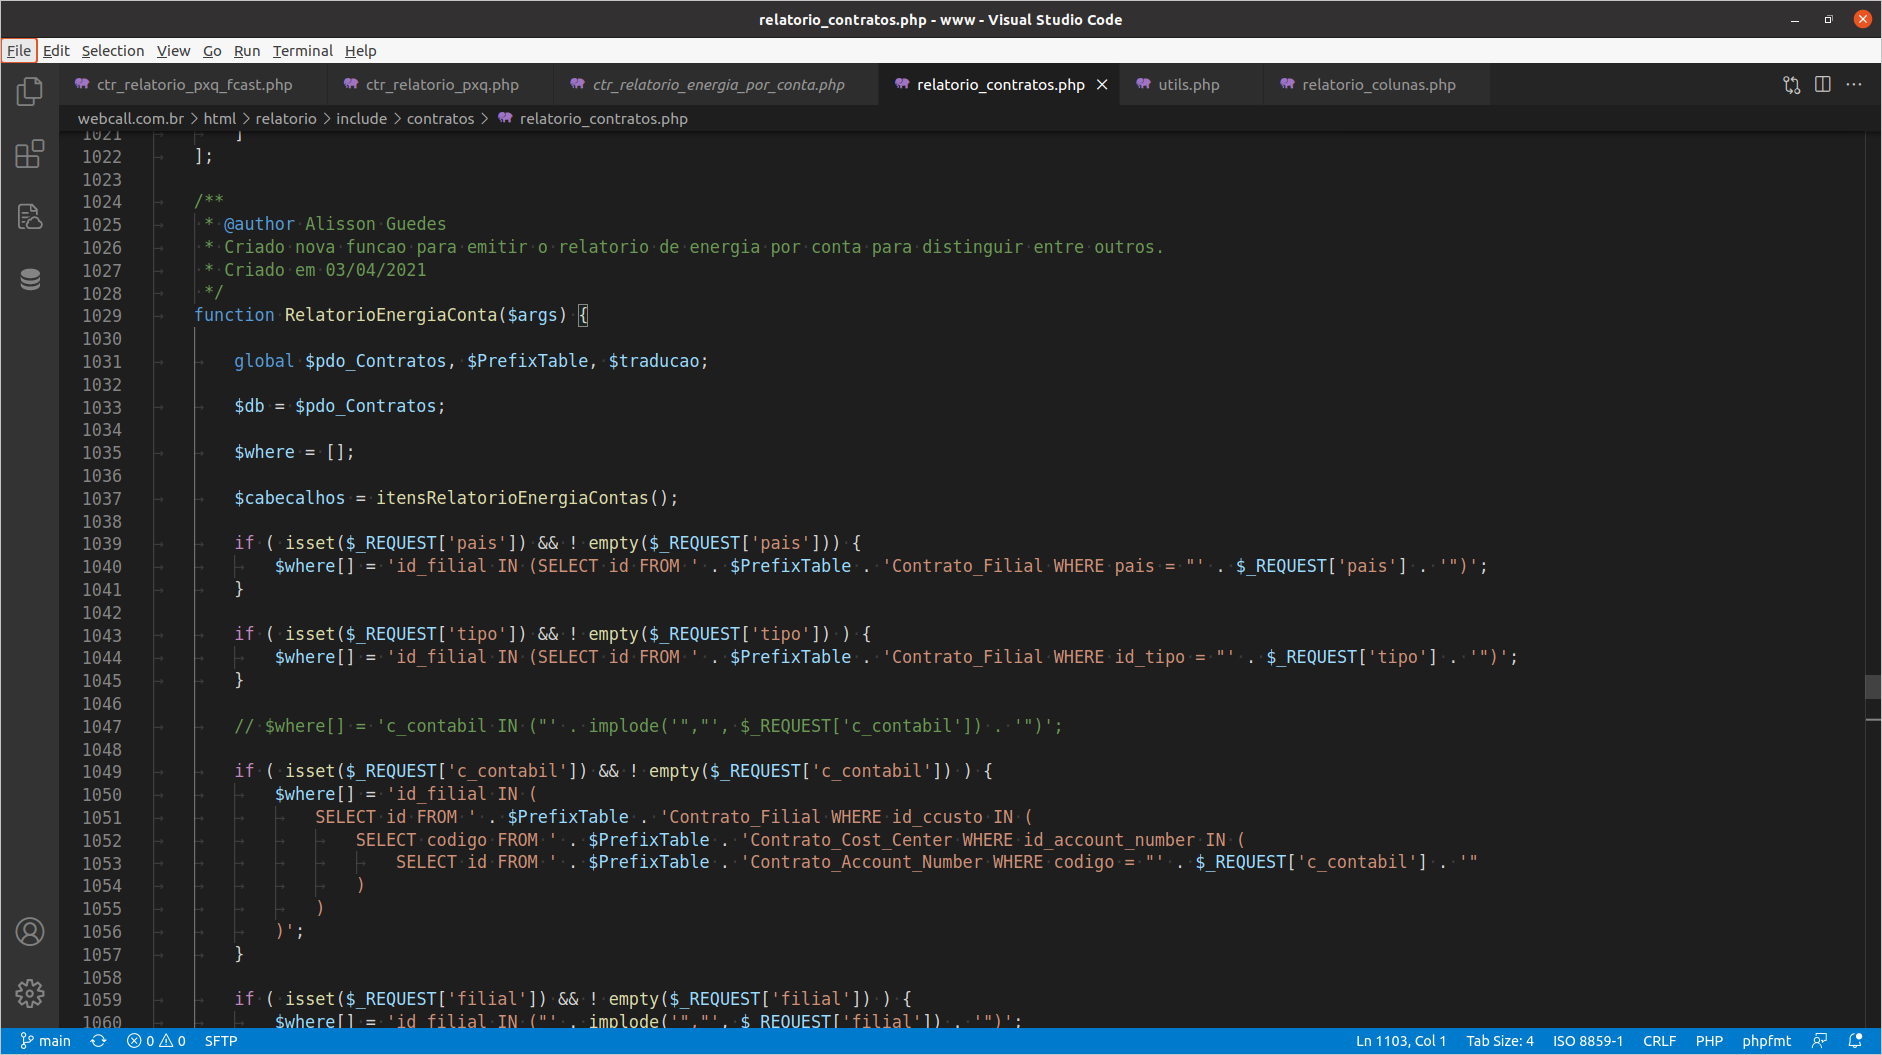 relatorio_contratos.php - www - Visual Studio Code
File Edit Selection View Go Run Terminal Help
ctr_relatorio_pxq_fcast.php ctr_relatorio_pxq.php ctr_relatorio_energia_por_conta.php relatorio_contratos.php utils.php relatorio_colunas.php
webcall.com.br > html > relatorio > include > contratos > relatorio_contratos.php
1021 ]
1022 ];
1023
1024 /**
1025 * @author Alisson Guedes
1026 * Criado nova funcao para emitir o relatorio de energia por conta para distinguir entre outros.
1027 * Criado em 03/04/2021
1028 */
1029 function RelatorioEnergiaConta($args) {
1030
1031 global $pdo_Contratos, $PrefixTable, $traducao;
1032
1033 $db = $pdo_Contratos;
1034
1035 $where = [];
1036
1037 $cabecalhos = itensRelatorioEnergiaContas();
1038
1039 if ( isset($_REQUEST['pais']) && ! empty($_REQUEST['pais'])) {
1040 $where[] = 'id_filial IN (SELECT id FROM ' . $PrefixTable . 'Contrato_Filial WHERE pais = "' . $_REQUEST['pais'] . '")';
1041 }
1042
1043 if ( isset($_REQUEST['tipo']) && ! empty($_REQUEST['tipo']) ) {
1044 $where[] = 'id_filial IN (SELECT id FROM ' . $PrefixTable . 'Contrato_Filial WHERE id_tipo = "' . $_REQUEST['tipo'] . '")';
1045 }
1046
1047 // $where[] = 'c_contabil IN ("' . implode('","', $_REQUEST['c_contabil']) . '")';
1048
1049 if ( isset($_REQUEST['c_contabil']) && ! empty($_REQUEST['c_contabil']) ) {
1050 $where[] = 'id_filial IN (
1051 SELECT id FROM ' . $PrefixTable . 'Contrato_Filial WHERE id_ccusto IN (
1052 SELECT codigo FROM ' . $PrefixTable . 'Contrato_Cost_Center WHERE id_account_number IN (
1053 SELECT id FROM ' . $PrefixTable . 'Contrato_Account_Number WHERE codigo = "' . $_REQUEST['c_contabil'] . '"
1054 )
1055 )
1056 )';
1057 }
1058
1059 if ( isset($_REQUEST['filial']) && ! empty($_REQUEST['filial']) ) {
1060 $where[] = 'id_filial IN ("' . implode('","', $_REQUEST['filial']) . '")';
main 0 0 SFTP Ln 1103, Col 1 Tab Size: 4 ISO 8859-1 CRLF PHP phpfmt